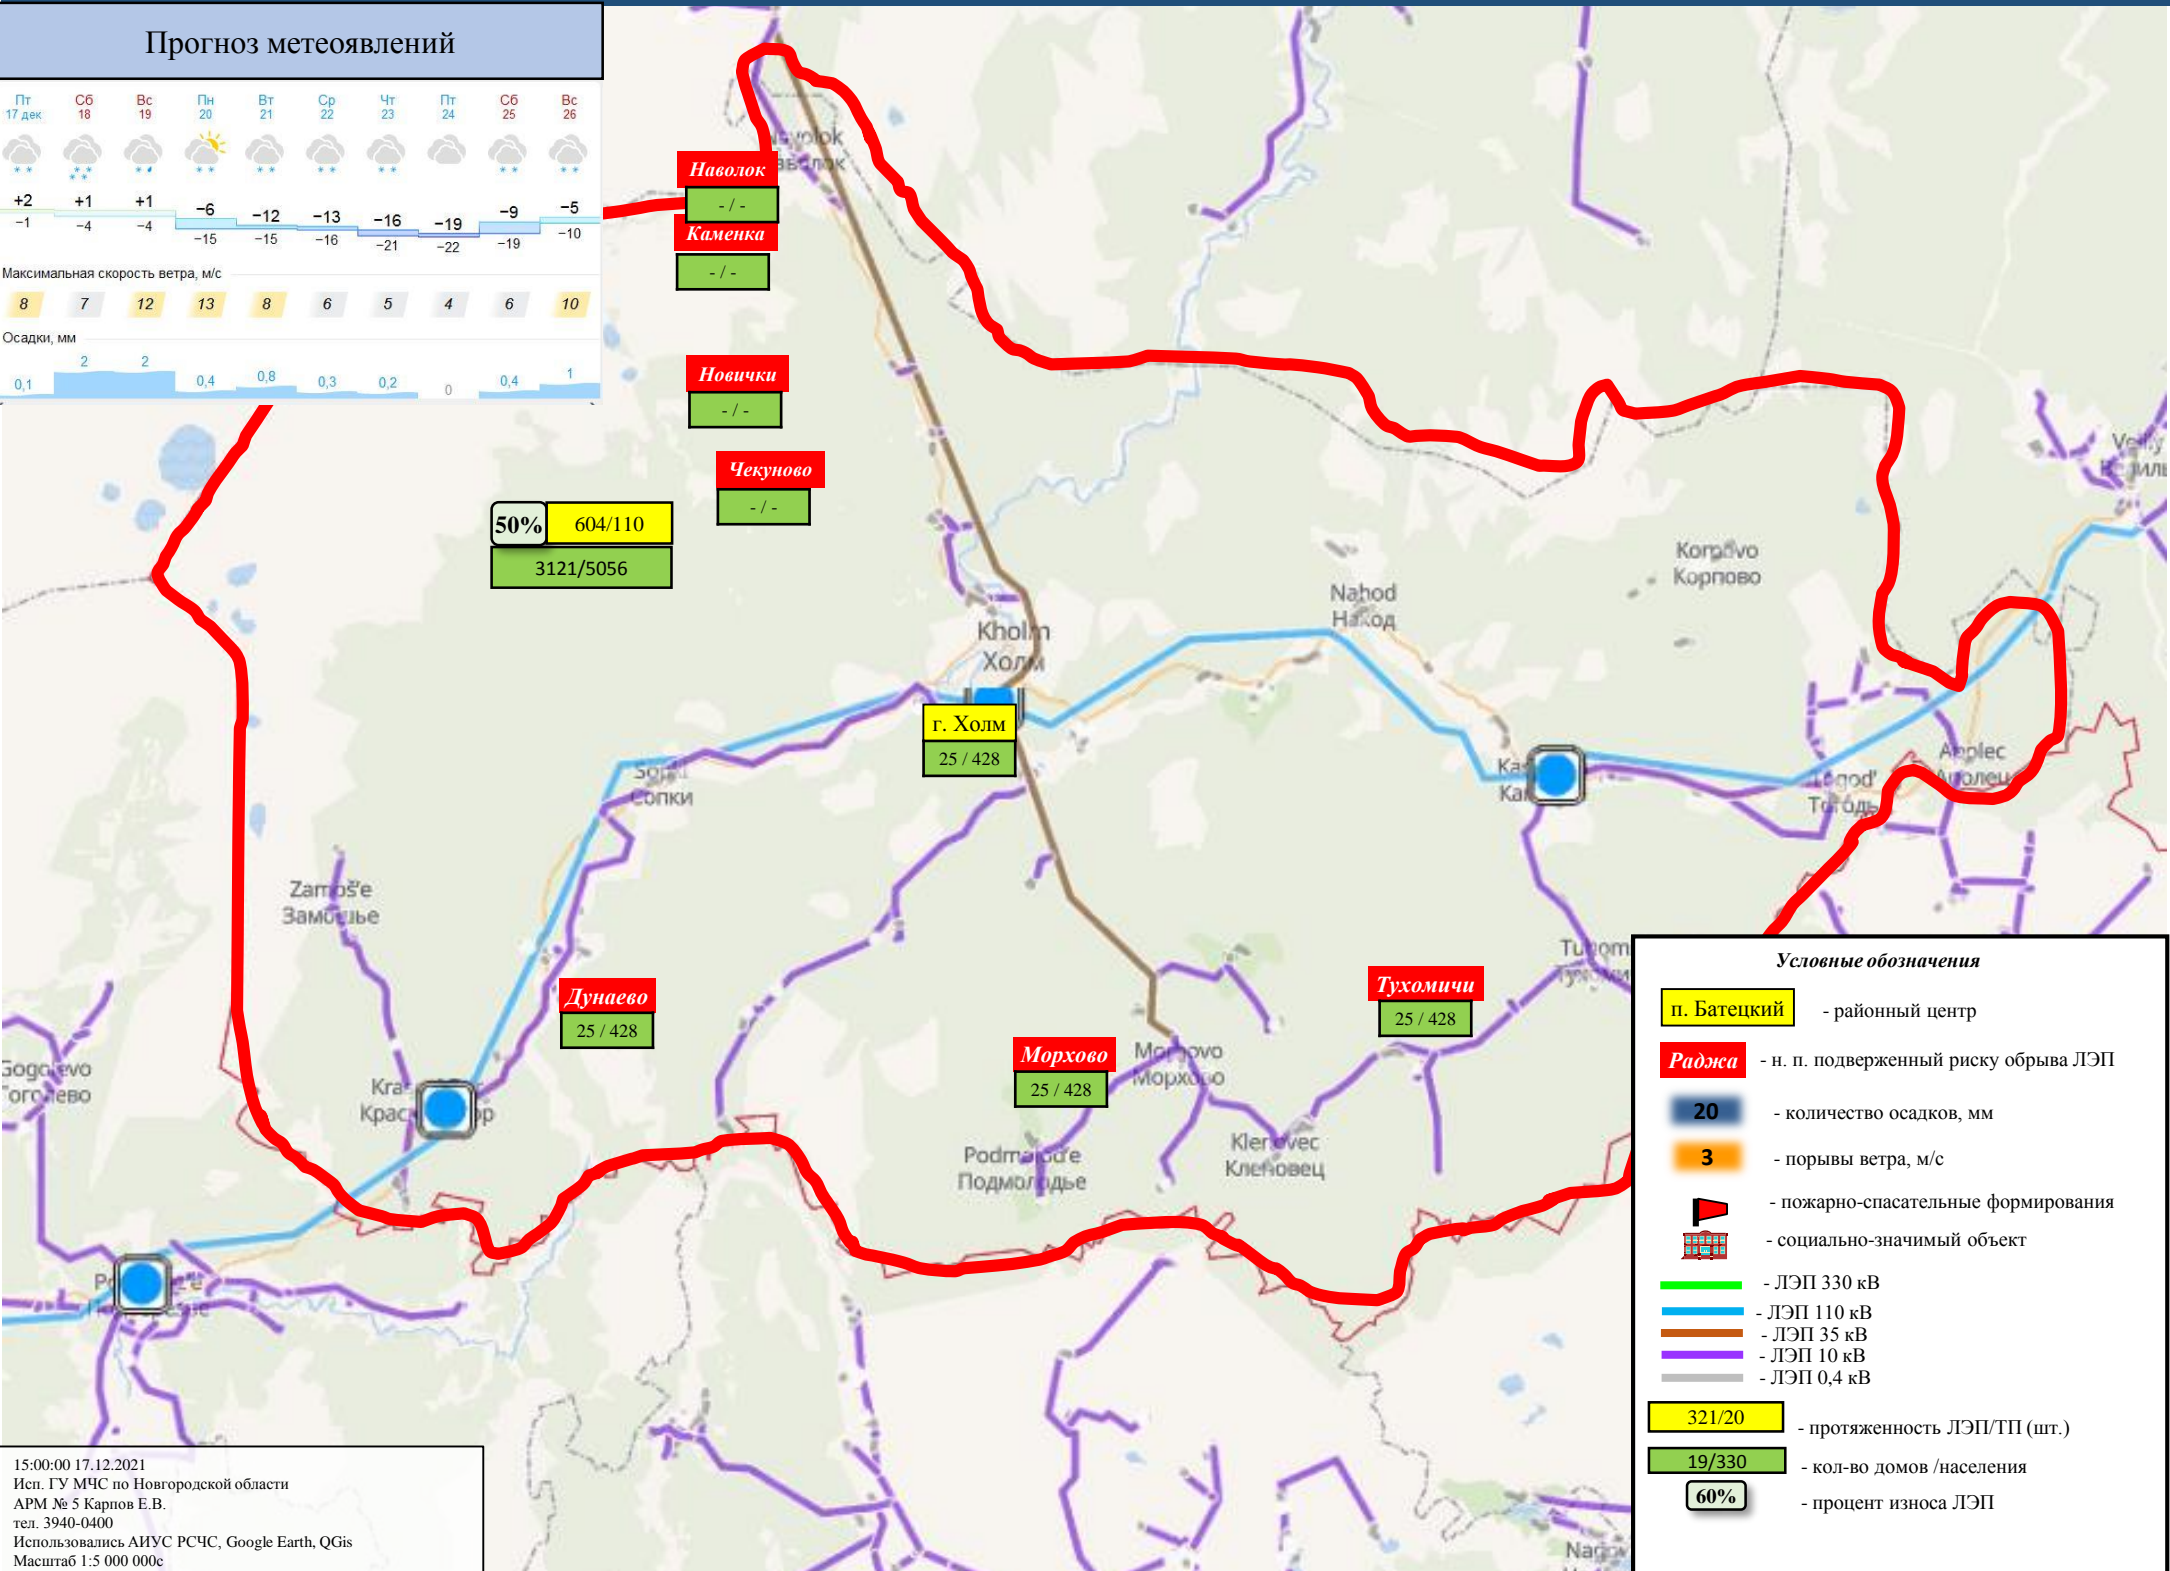 Прогноз метеоявлений
Пт Сб Вс Пн Вт Ср Чт Пт Сб Вс
17 дек 18 19 20 21 22 23 24 25 26
+2 +1 +1 −6 −12 −13 −16 −19 −9 −5
−1 −4 −4 −15 −15 −16 −21 −22 −19 −10
Максимальная скорость ветра, м/с
8 7 12 13 8 6 5 4 6 10
Осадки, мм
0,1 2 2 0,4 0,8 0,3 0,2 0 0,4 1
Наволок
- / -
Каменка
- / -
Новички
- / -
Чекуново
- / -
50% 604/110
3121/5056
Korpovo
Корпово
Nahod
Наход
Kholm
Холм
г. Холм
25 / 428
Сопки
Anolec
Аполец
Тогодь
Zamoš'e
Замошье
Дунаево
25 / 428
Тухомичи
25 / 428
Морхово
25 / 428
Морхово
Gogolevo
Klenovec
Кленовец
Подмолодье
Условные обозначения
п. Батецкий - районный центр
Раджа - н. п. подверженный риску обрыва ЛЭП
20 - количество осадков, мм
3 - порывы ветра, м/с
- пожарно-спасательные формирования
- социально-значимый объект
- ЛЭП 330 кВ
- ЛЭП 110 кВ
- ЛЭП 35 кВ
- ЛЭП 10 кВ
- ЛЭП 0,4 кВ
321/20 - протяженность ЛЭП/ТП (шт.)
19/330 - кол-во домов /населения
60% - процент износа ЛЭП
15:00:00 17.12.2021
Исп. ГУ МЧС по Новгородской области
АРМ № 5 Карпов Е.В.
тел. 3940-0400
Использовались АИУС РСЧС, Google Earth, QGis
Масштаб 1:5 000 000с